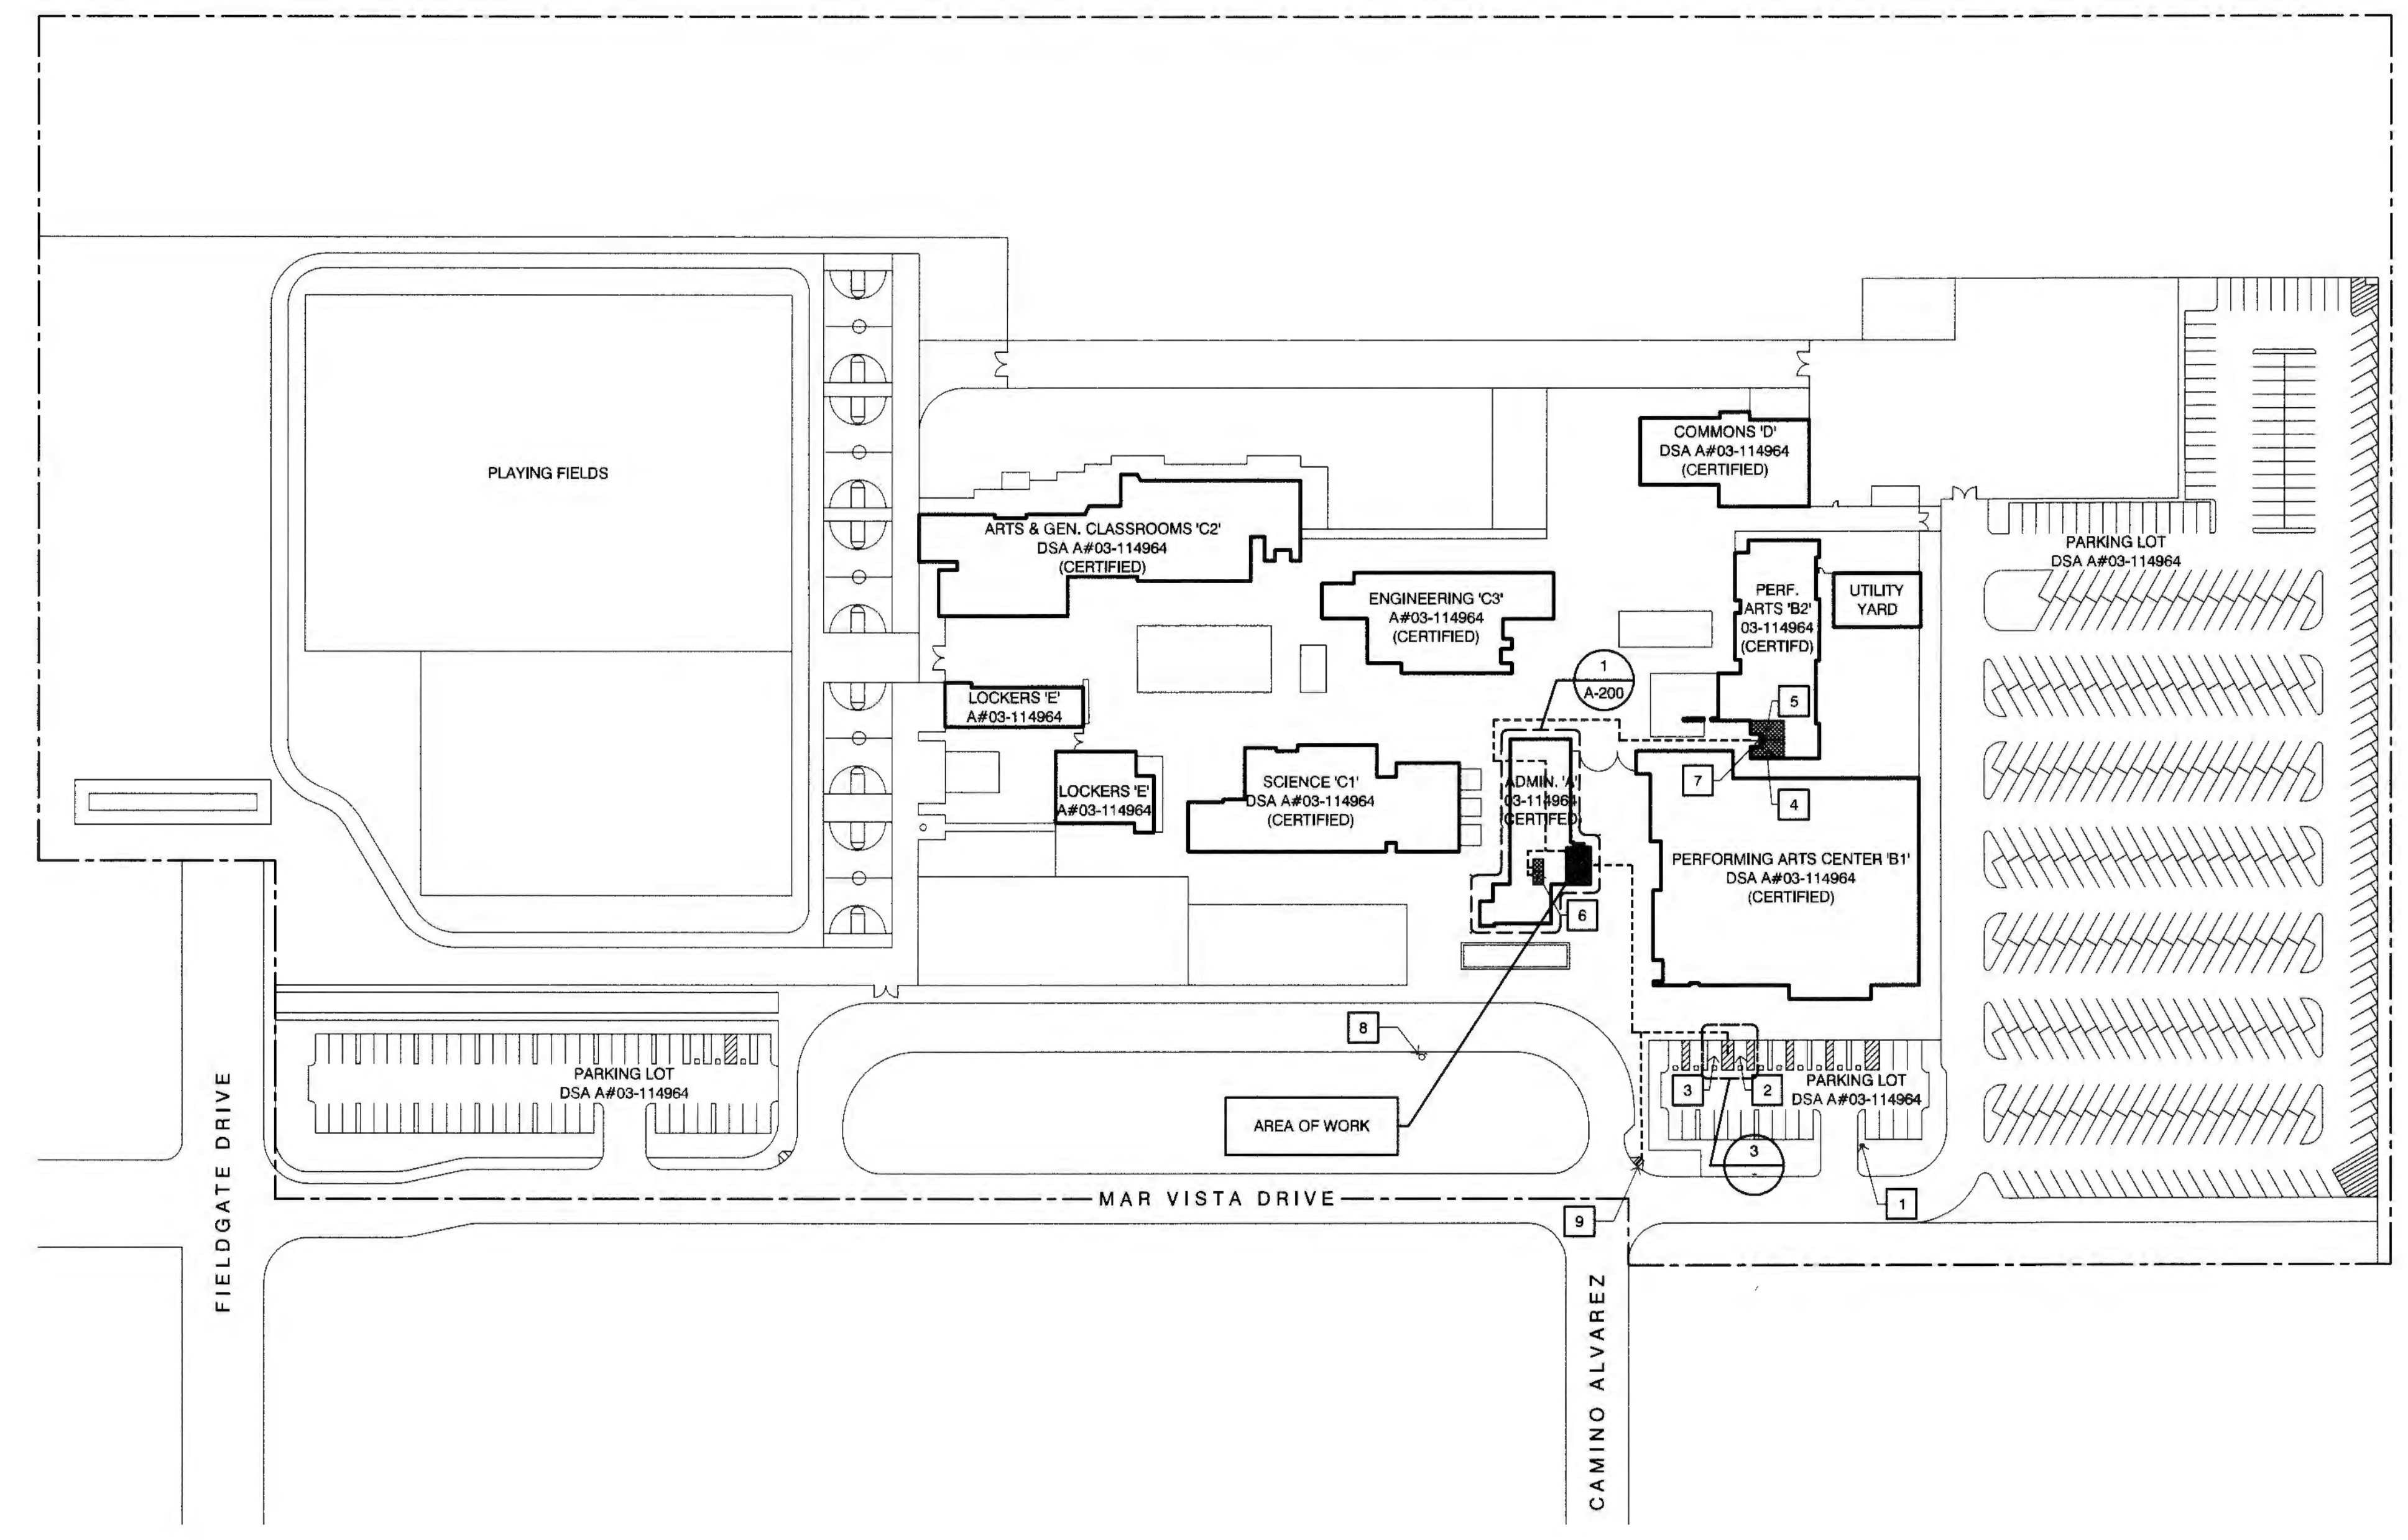 PLAYING FIELDS
COMMONS 'D'
DSA A#03-114964
(CERTIFIED)
ARTS & GEN. CLASSROOMS 'C2'
DSA A#03-114964
(CERTIFIED)
PARKING LOT
DSA A#03-114964
ENGINEERING 'C3'
A#03-114964
(CERTIFIED)
PERF.
ARTS 'B2'
03-114964
(CERTIFD)
UTILITY
YARD
1
A-200
LOCKERS 'E'
A#03-114964
5
7
4
LOCKERS 'E'
A#03-114964
SCIENCE 'C1'
DSA A#03-114964
(CERTIFIED)
ADMIN. 'A'
03-114964
(CERTIFED)
PERFORMING ARTS CENTER 'B1'
DSA A#03-114964
(CERTIFIED)
6
8
PARKING LOT
DSA A#03-114964
3
2
PARKING LOT
DSA A#03-114964
AREA OF WORK
3
-
1
9
MAR VISTA DRIVE
FIELDGATE DRIVE
CAMINO ALVAREZ